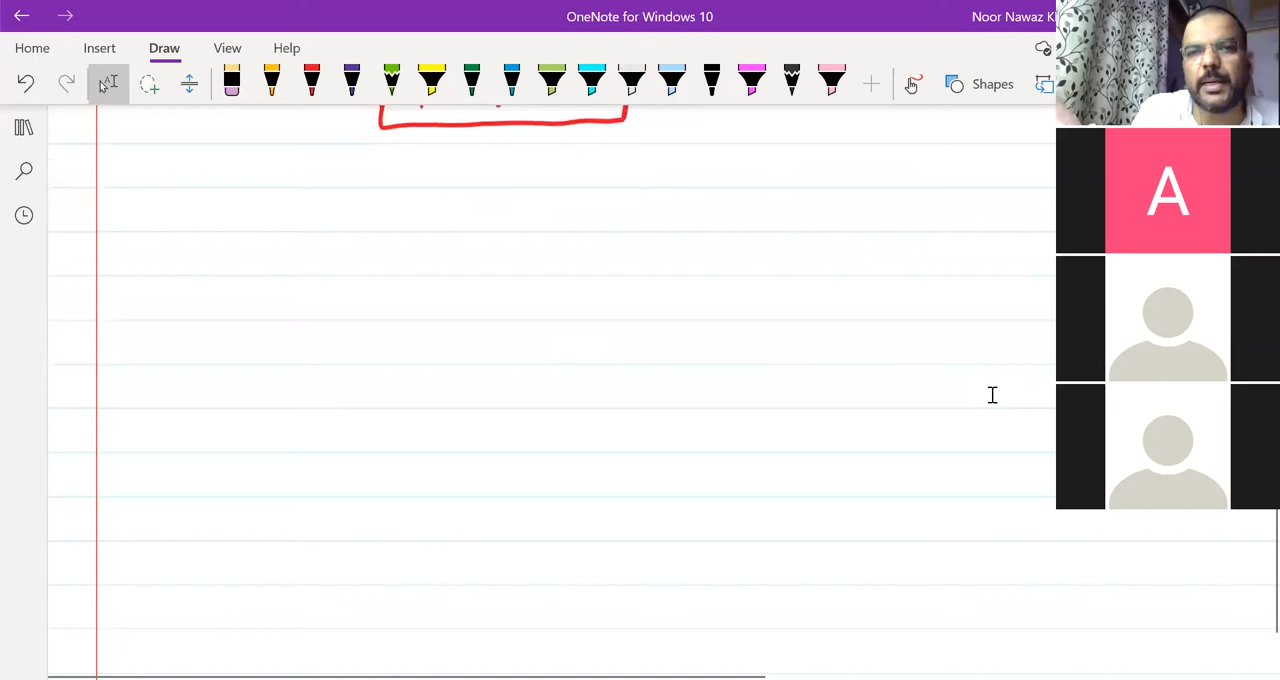 OneNote for Windows 10
Noor Nawaz K
Home Insert Draw View Help
Shapes
A